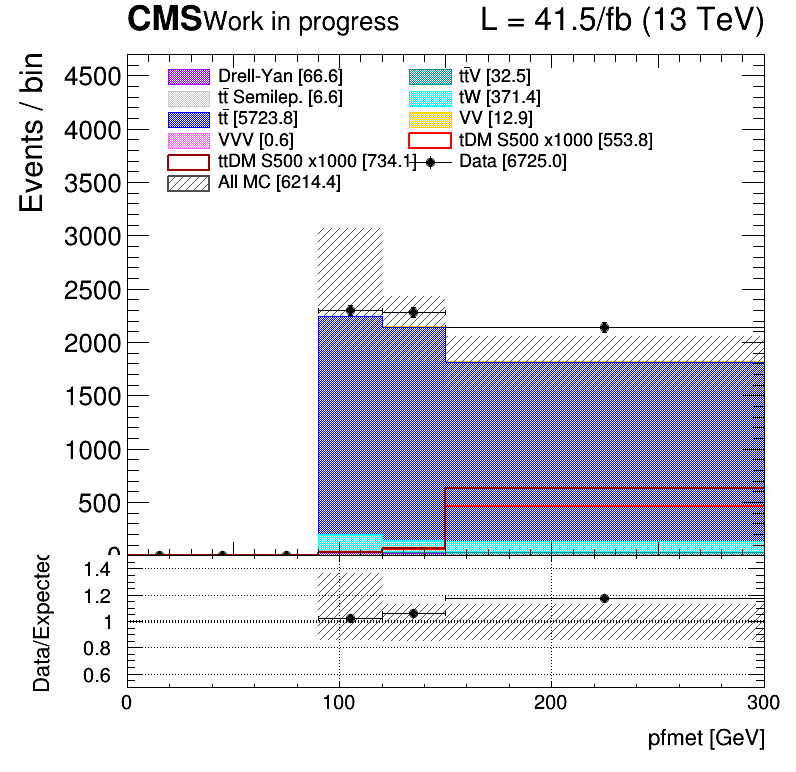 CMS Work in progress L = 41.5/fb (13 TeV)
Events / bin
4500
4000
3500
3000
2500
2000
1500
1000
500
0
Drell-Yan [66.6] tt̄V [32.5]
tt̄ Semilep. [6.6] tW [371.4]
tt̄ [5723.8] VV [12.9]
VVV [0.6] tDM S500 x1000 [553.8]
ttDM S500 x1000 [734.1] Data [6725.0]
All MC [6214.4]
Data/Expected
1.4
1.2
1
0.8
0.6
0 100 200 300
pfmet [GeV]